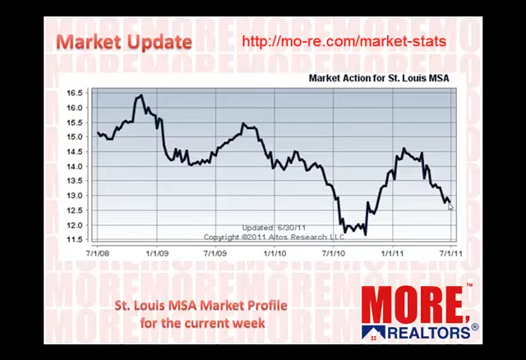 Market Update
http://mo-re.com/market-stats
Market Action for St. Louis MSA
16.5
16.0
15.5
15.0
14.5
14.0
13.5
13.0
12.5
12.0
11.5
Updated: 6/30/11
Copyright ©2011 Altos Research LLC
7/1/08 1/1/09 7/1/09 1/1/10 7/1/10 1/1/11 7/1/11
St. Louis MSA Market Profile
for the current week
MORE,™
REALTORS®